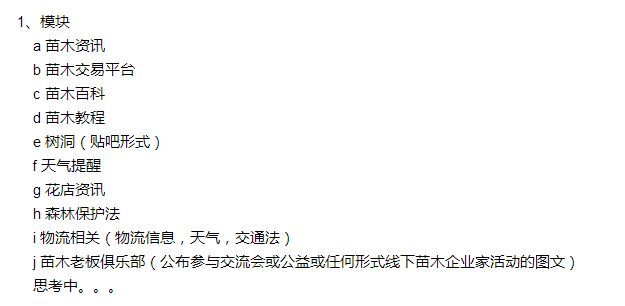 1、模块
a 苗木资讯
b 苗木交易平台
c 苗木百科
d 苗木教程
e 树洞（贴吧形式）
f 天气提醒
g 花店资讯
h 森林保护法
i 物流相关（物流信息，天气，交通法）
j 苗木老板俱乐部（公布参与交流会或公益或任何形式线下苗木企业家活动的图文）
思考中。。。